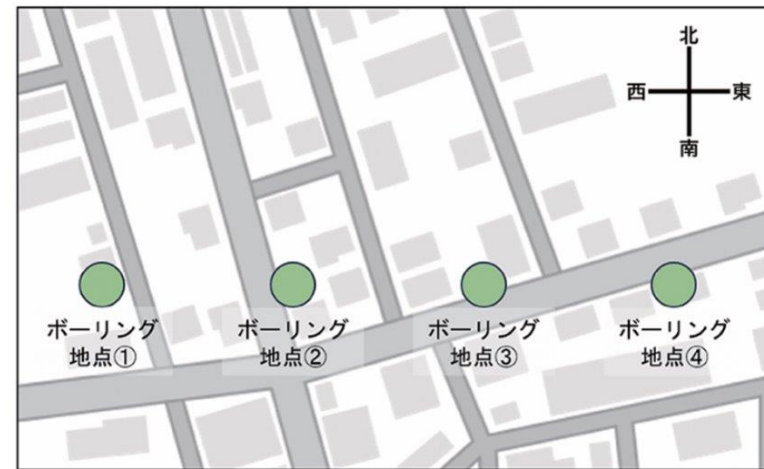 北
西
東
南
ボーリング
地点①
ボーリング
地点②
ボーリング
地点③
ボーリング
地点④